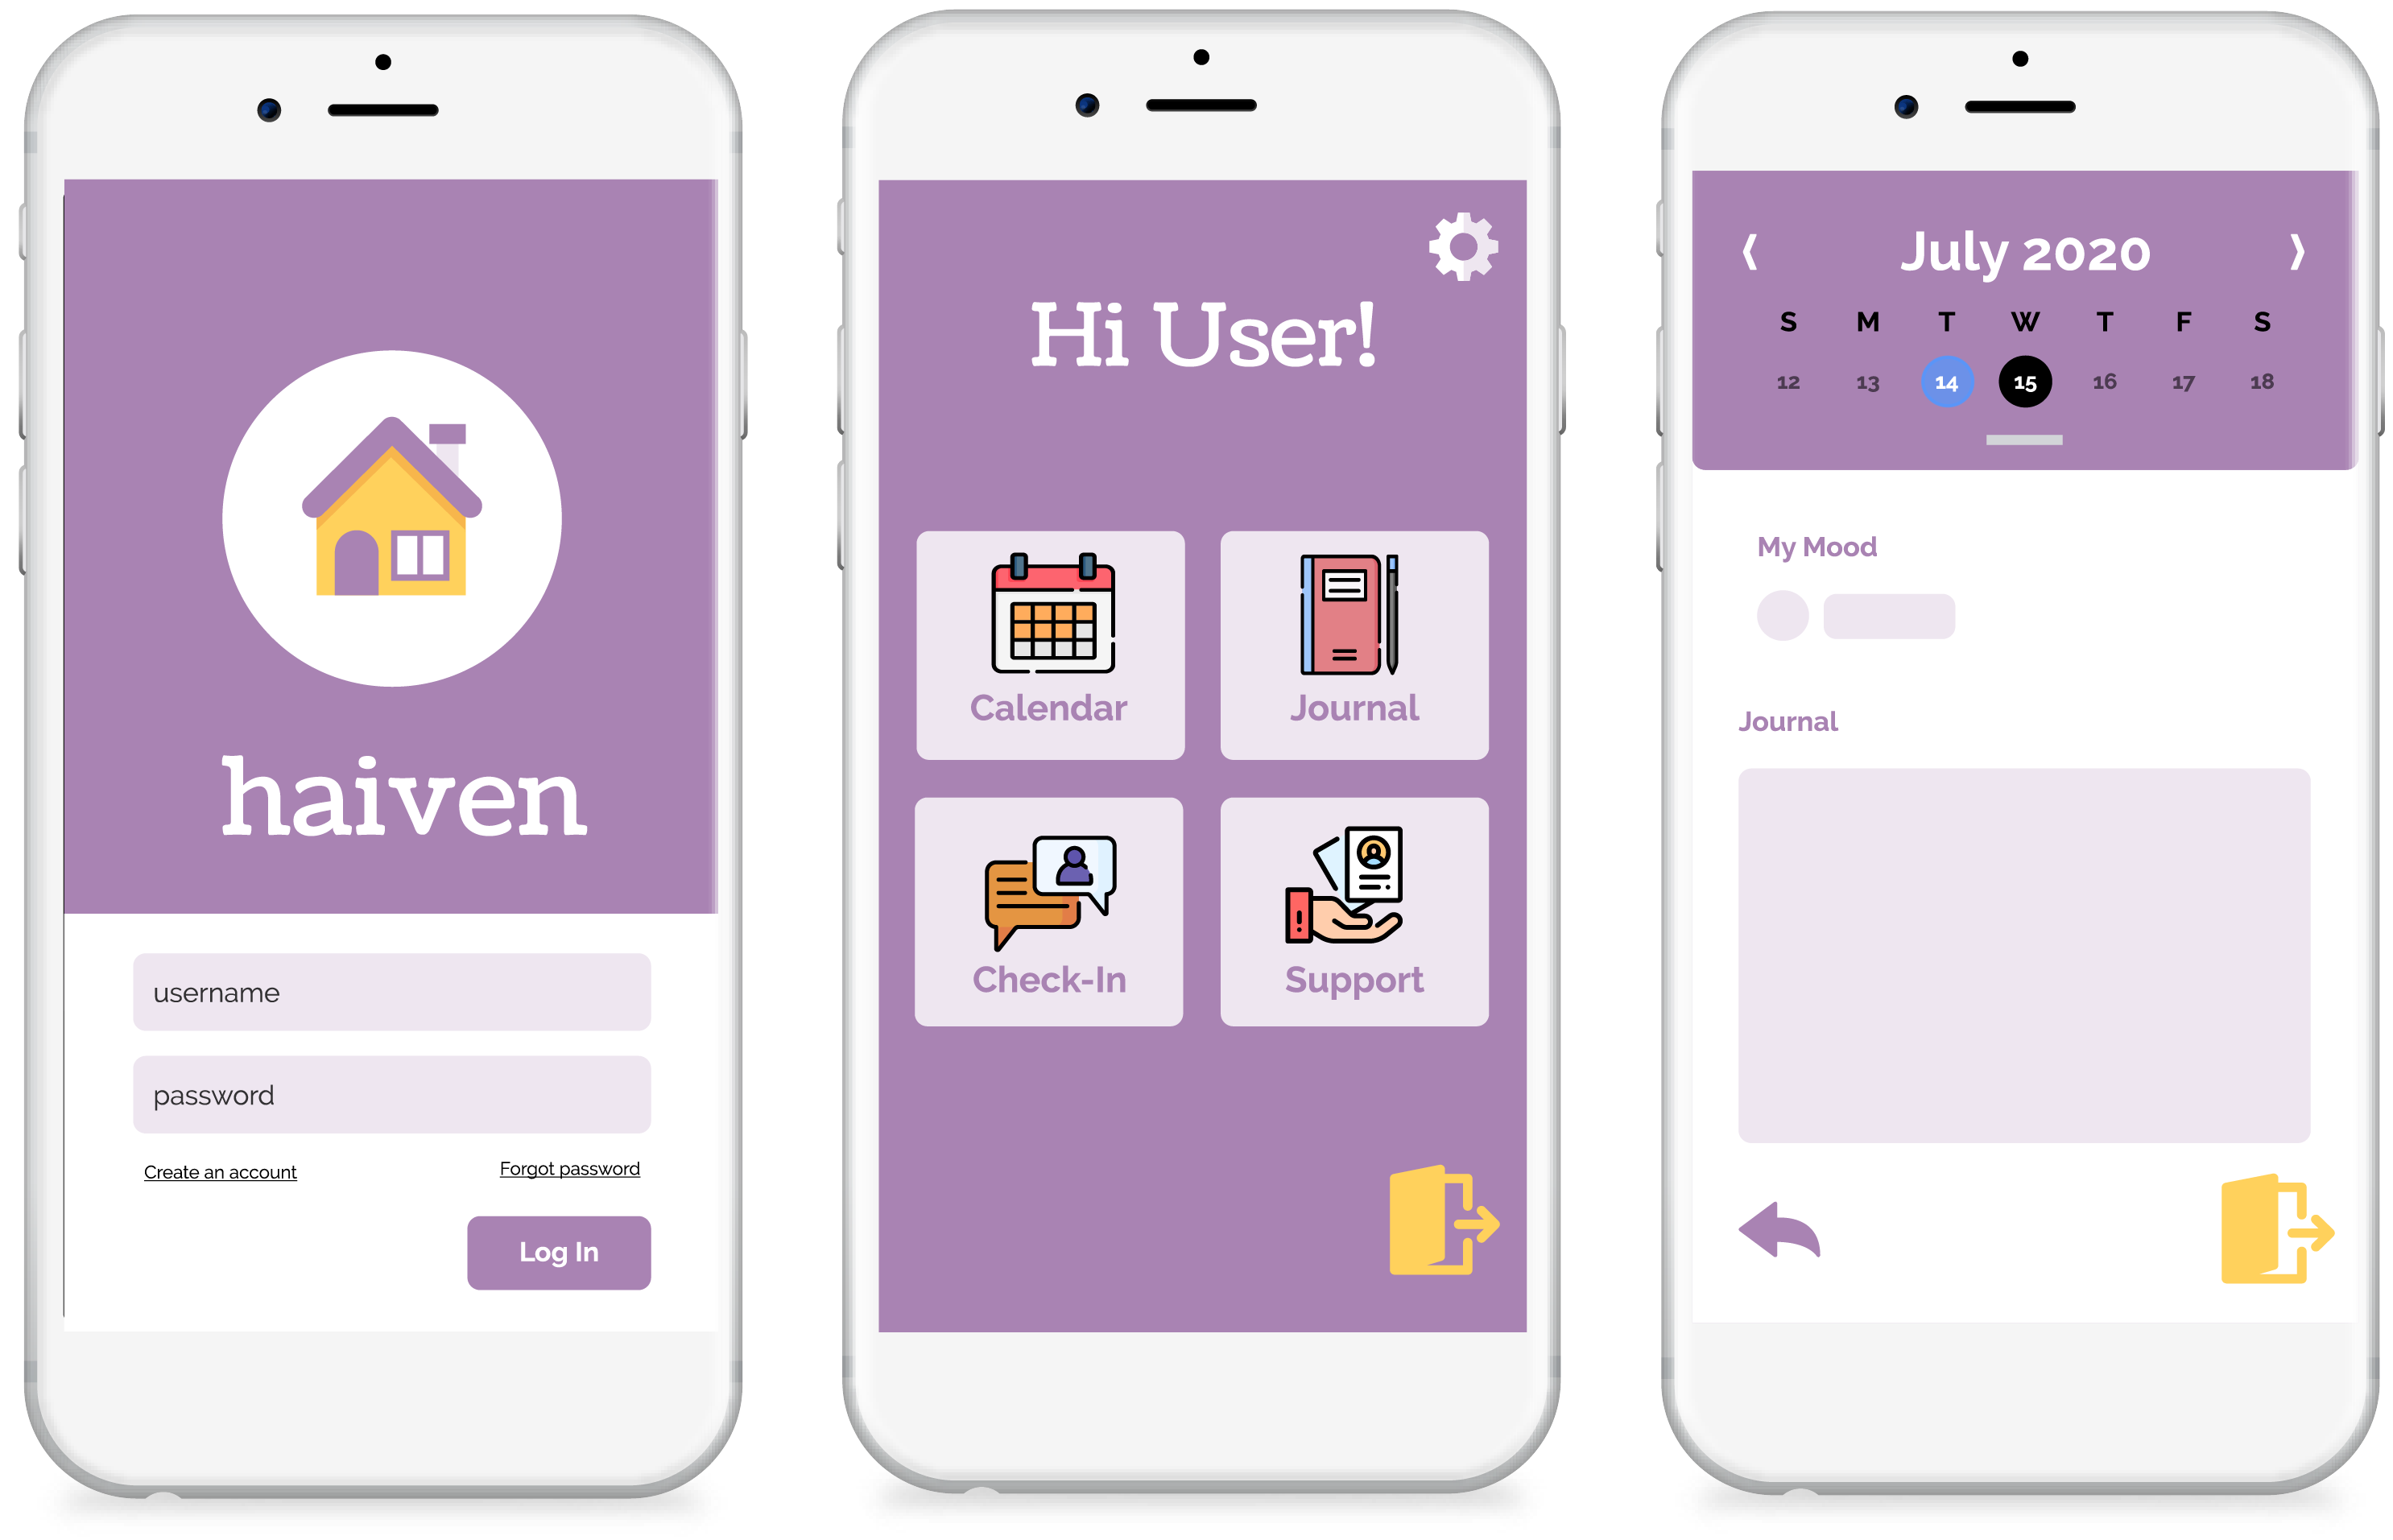 haiven
username
password
Create an account
Forgot password
Log In
Hi User!
Calendar
Journal
Check-In
Support
July 2020
S M T W T F S
12 13 14 15 16 17 18
My Mood
Journal